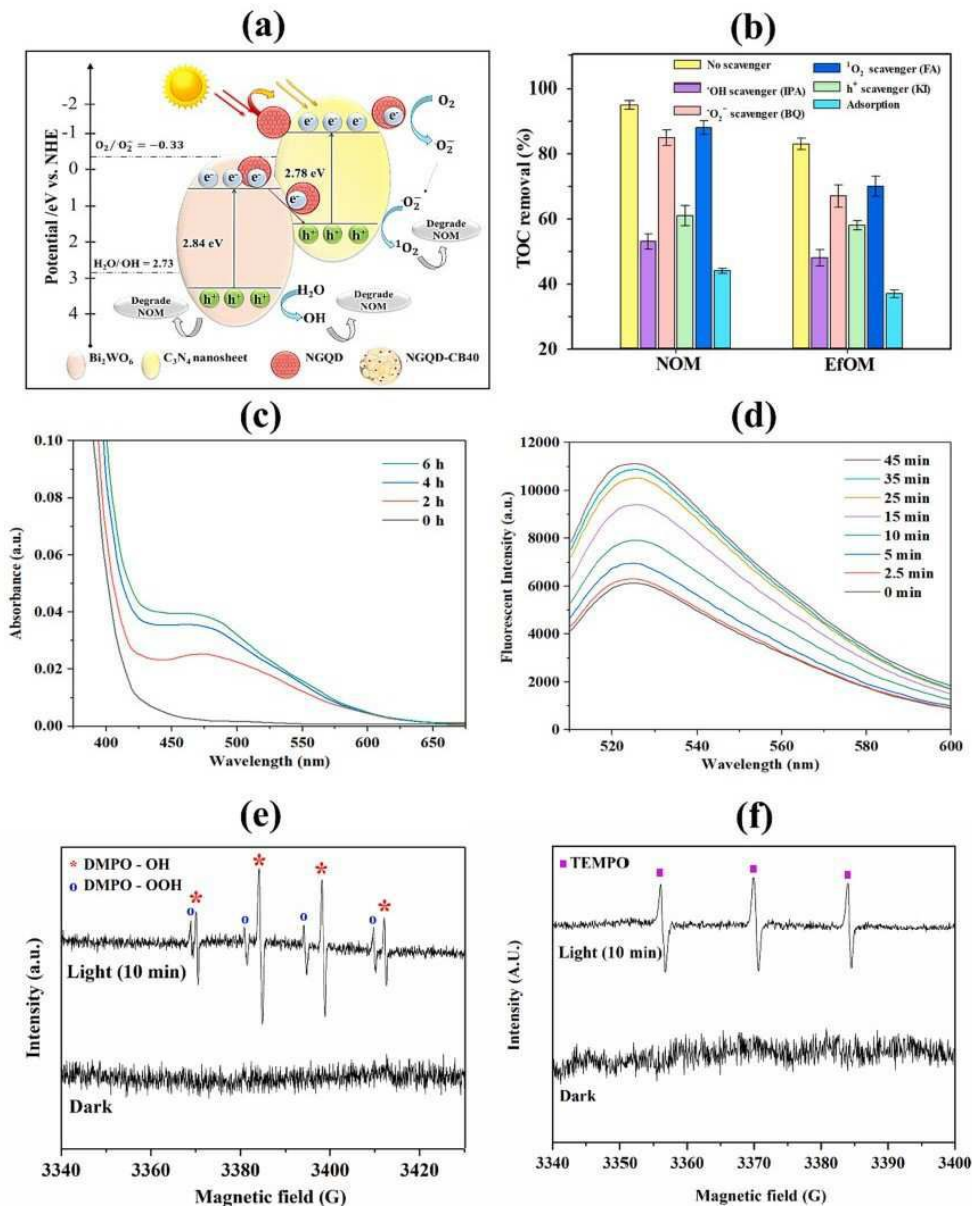 (a)
Potential /eV vs. NHE
-2
-1
0
1
2
3
4
O₂/ O₂⁻ = −0.33
H₂O/OH = 2.73
2.84 eV
2.78 eV
e⁻ e⁻ e⁻
e⁻ e⁻ e⁻
e⁻
e⁻
h⁺ h⁺ h⁺
h⁺ h⁺ h⁺
O₂
O₂⁻
O₂⁻
¹O₂
H₂O
OH
Degrade
NOM
Degrade
NOM
Degrade
NOM
Bi₂WO₆
C₃N₄ nanosheet
NGQD
NGQD-CB40
(b)
No scavenger
·OH scavenger (IPA)
·O₂⁻ scavenger (BQ)
¹O₂ scavenger (FA)
h⁺ scavenger (KI)
Adsorption
TOC removal (%)
100
80
60
40
20
NOM EfOM
(c)
6 h
4 h
2 h
0 h
Absorbance (a.u.)
0.10
0.08
0.06
0.04
0.02
0.00
400 450 500 550 600 650
Wavelength (nm)
(d)
45 min
35 min
25 min
15 min
10 min
5 min
2.5 min
0 min
Fluorescent Intensity (a.u.)
12000
10000
8000
6000
4000
2000
0
520 540 560 580 600
Wavelength (nm)
(e)
* DMPO - OH
o DMPO - OOH
Light (10 min)
Dark
Intensity (a.u.)
3340 3360 3380 3400 3420
Magnetic field (G)
(f)
TEMPO
Light (10 min)
Dark
Intensity (A.U.)
3340 3350 3360 3370 3380 3390 3400
Magnetic field (G)